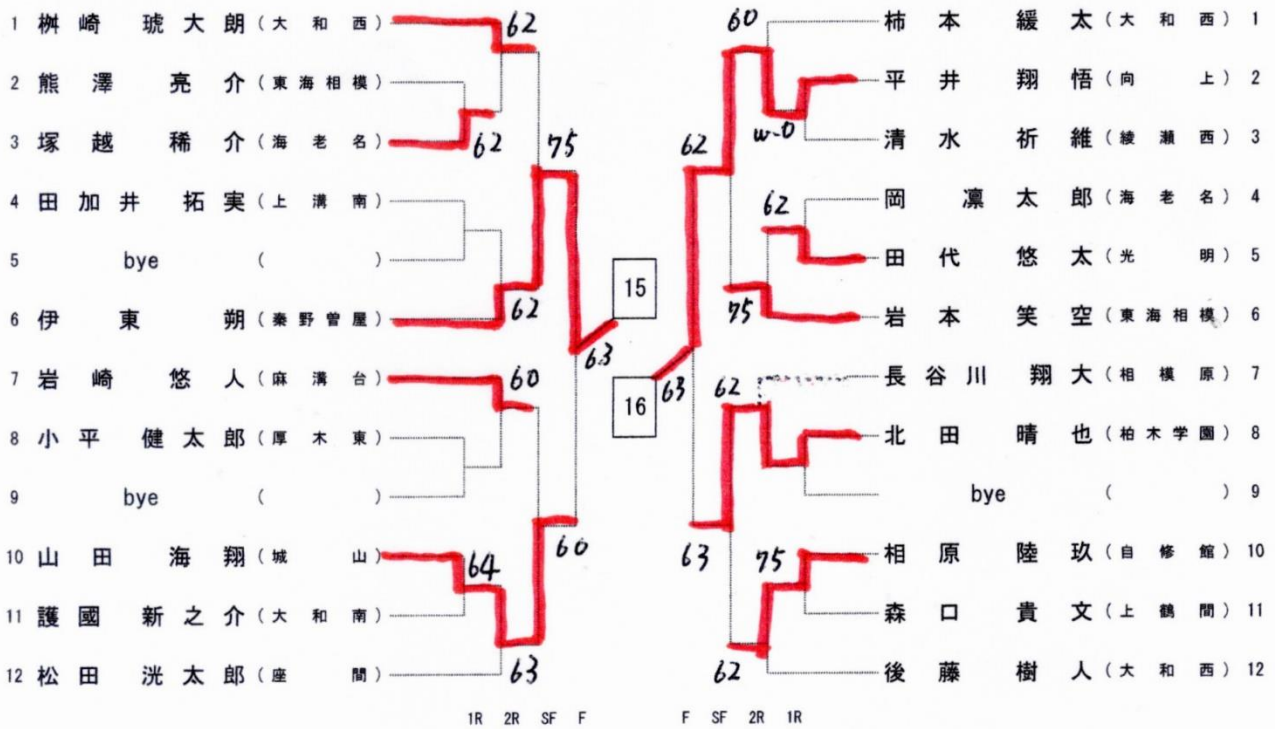 1 桝崎 琥大朗 (大和西)
62
2 熊澤 亮介 (東海相模)
3 塚越 稀介 (海老名)
62
75
4 田加井 拓実 (上溝南)
5 bye ( )
6 伊東 朔 (秦野曽屋)
62
15
63
7 岩崎 悠人 (麻溝台)
60
8 小平 健太郎 (厚木東)
9 bye ( )
10 山田 海翔 (城山)
64
60
11 護國 新之介 (大和南)
12 松田 洸太郎 (座間)
63
1R 2R SF F
60
柿本 緩太 (大和西) 1
平井 翔悟 (向上) 2
w-0
清水 祈維 (綾瀬西) 3
62
岡 凛太郎 (海老名) 4
62
田代 悠太 (光明) 5
75
岩本 笑空 (東海相模) 6
16
63
62
長谷川 翔大 (相模原) 7
北田 晴也 (柏木学園) 8
bye ( ) 9
63
75
相原 陸玖 (自修館) 10
森口 貴文 (上鶴間) 11
62
後藤 樹人 (大和西) 12
F SF 2R 1R